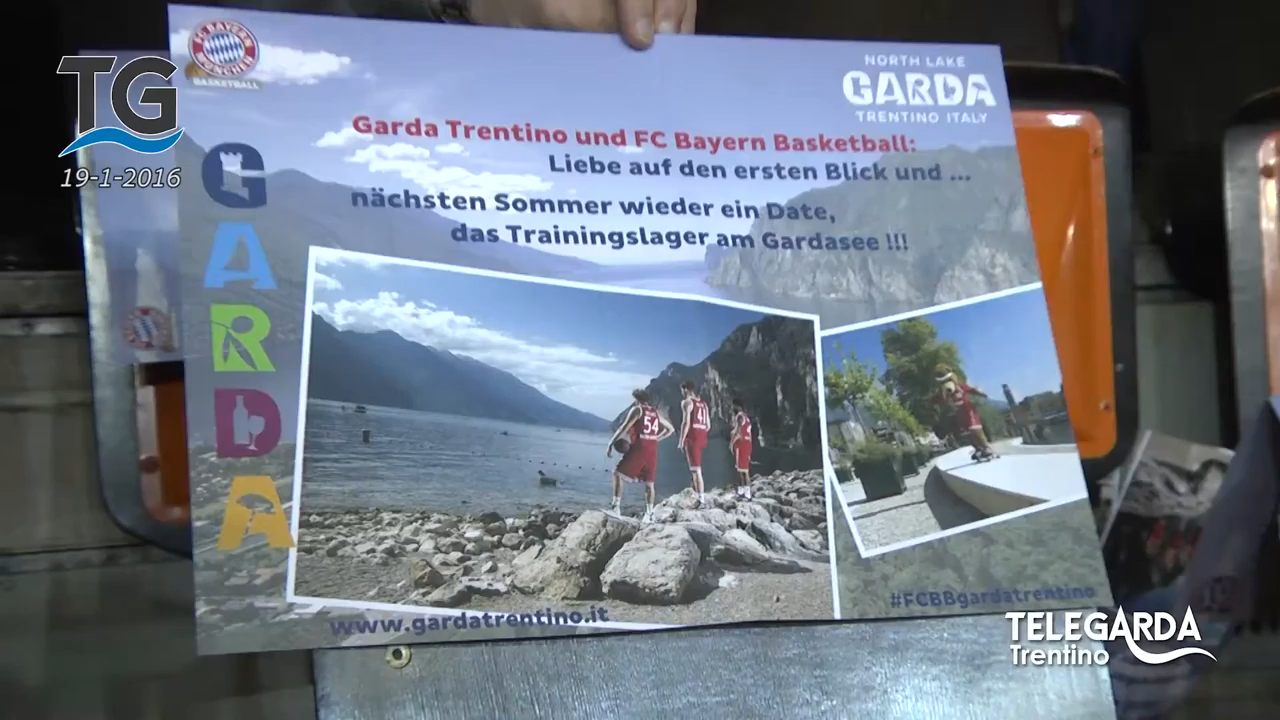 TG
19-1-2016
FC BAYERN
MÜNCHEN
BASKETBALL
NORTH LAKE
GARDA
TRENTINO ITALY
Garda Trentino und FC Bayern Basketball:
Liebe auf den ersten Blick und ...
nächsten Sommer wieder ein Date,
das Trainingslager am Gardasee !!!
GARDA
54
41
www.gardatrentino.it
#FCBBgardatrentino
TELEGARDA
Trentino